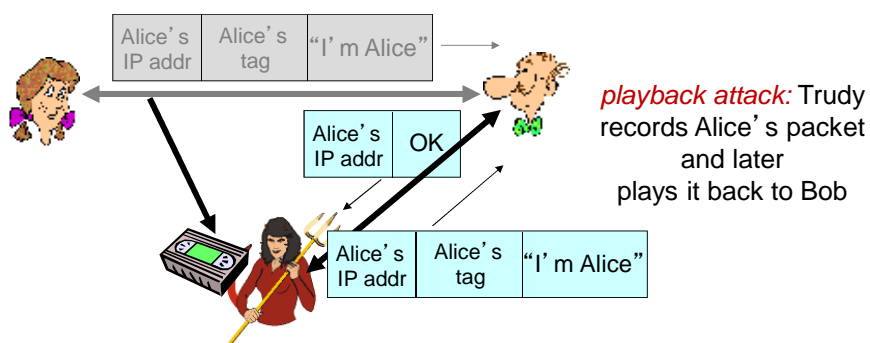 Alice’s
IP addr
Alice’s
tag
“I’m Alice”
playback attack: Trudy
records Alice’s packet
and later
plays it back to Bob
Alice’s
IP addr
OK
Alice’s
IP addr
Alice’s
tag
“I’m Alice”